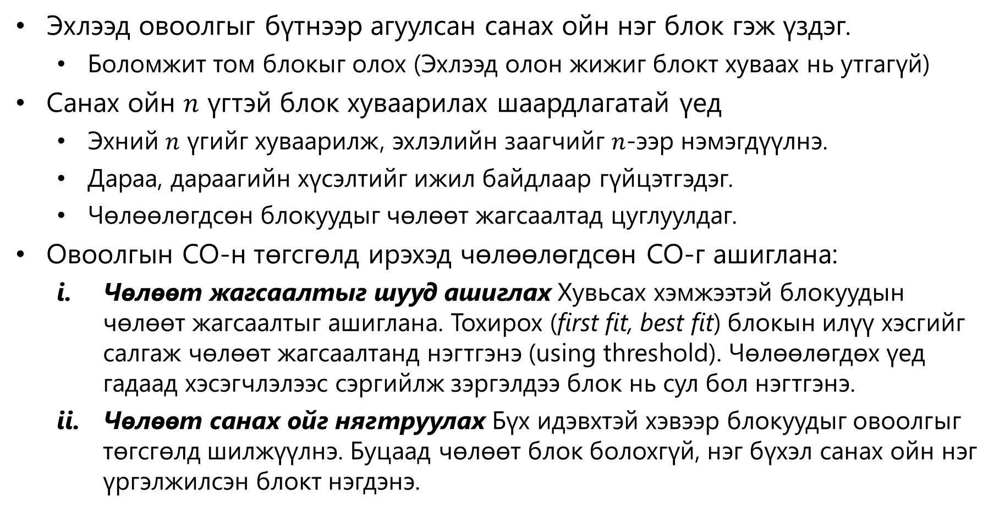 • Эхлээд овоолгыг бүтнээр агуулсан санах ойн нэг блок гэж үздэг.
• Боломжит том блокыг олох (Эхлээд олон жижиг блокт хуваах нь утгагүй)
• Санах ойн n үгтэй блок хуваарилах шаардлагатай үед
• Эхний n үгийг хуваарилж, эхлэлийн заагчийг n-ээр нэмэгдүүлнэ.
• Дараа, дараагийн хүсэлтийг ижил байдлаар гүйцэтгэдэг.
• Чөлөөлөгдсөн блокуудыг чөлөөт жагсаалтад цуглуулдаг.
• Овоолгын СО-н төгсгөлд ирэхэд чөлөөлөгдсөн СО-г ашиглана:
i. Чөлөөт жагсаалтыг шууд ашиглах Хувьсах хэмжээтэй блокуудын
чөлөөт жагсаалтыг ашиглана. Тохирох (first fit, best fit) блокын илүү хэсгийг
салгаж чөлөөт жагсаалтанд нэгтгэнэ (using threshold). Чөлөөлөгдөх үед
гадаад хэсэгчлэлээс сэргийлж зэргэлдээ блок нь сул бол нэгтгэнэ.
ii. Чөлөөт санах ойг нягтруулах Бүх идэвхтэй хэвээр блокуудыг овоолгыг
төгсгөлд шилжүүлнэ. Буцаад чөлөөт блок болохгүй, нэг бүхэл санах ойн нэг
үргэлжилсэн блокт нэгдэнэ.